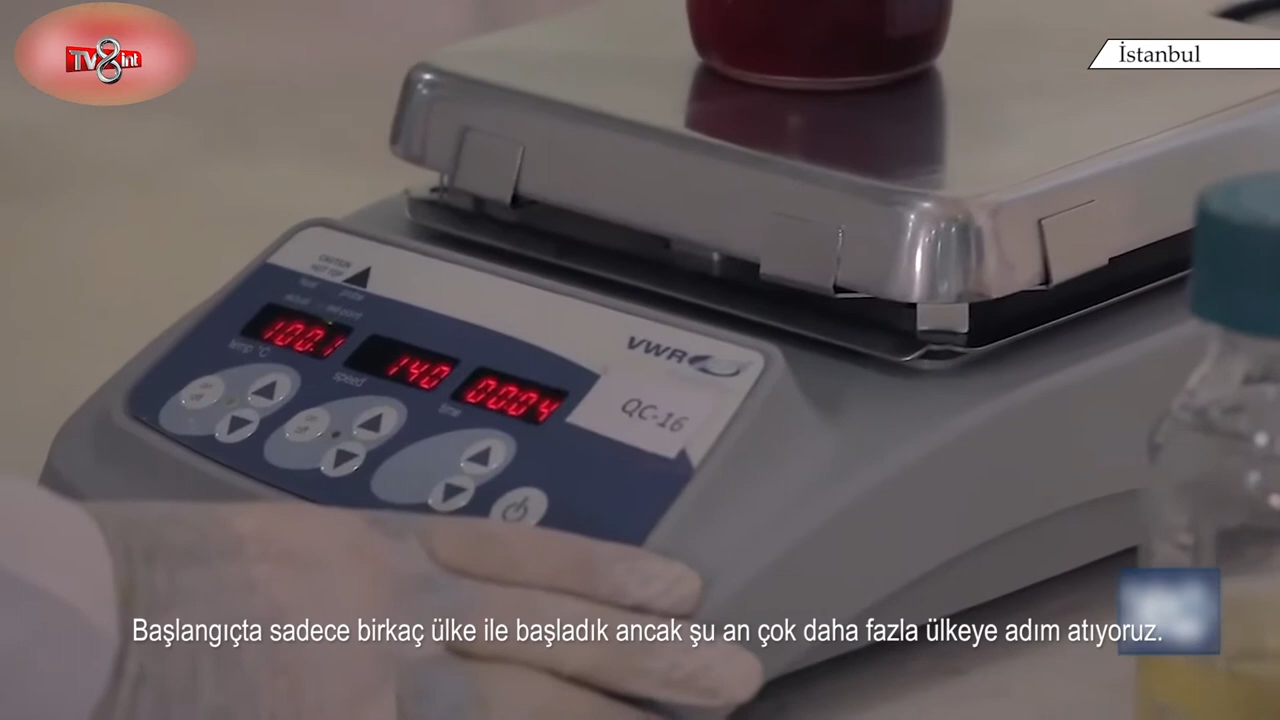 TV8int
İstanbul
CAUTION
HOT TOP
VWR
100.1
140
0004
temp °C
speed
time
QC-16
Başlangıçta sadece birkaç ülke ile başladık ancak şu an çok daha fazla ülkeye adım atıyoruz.